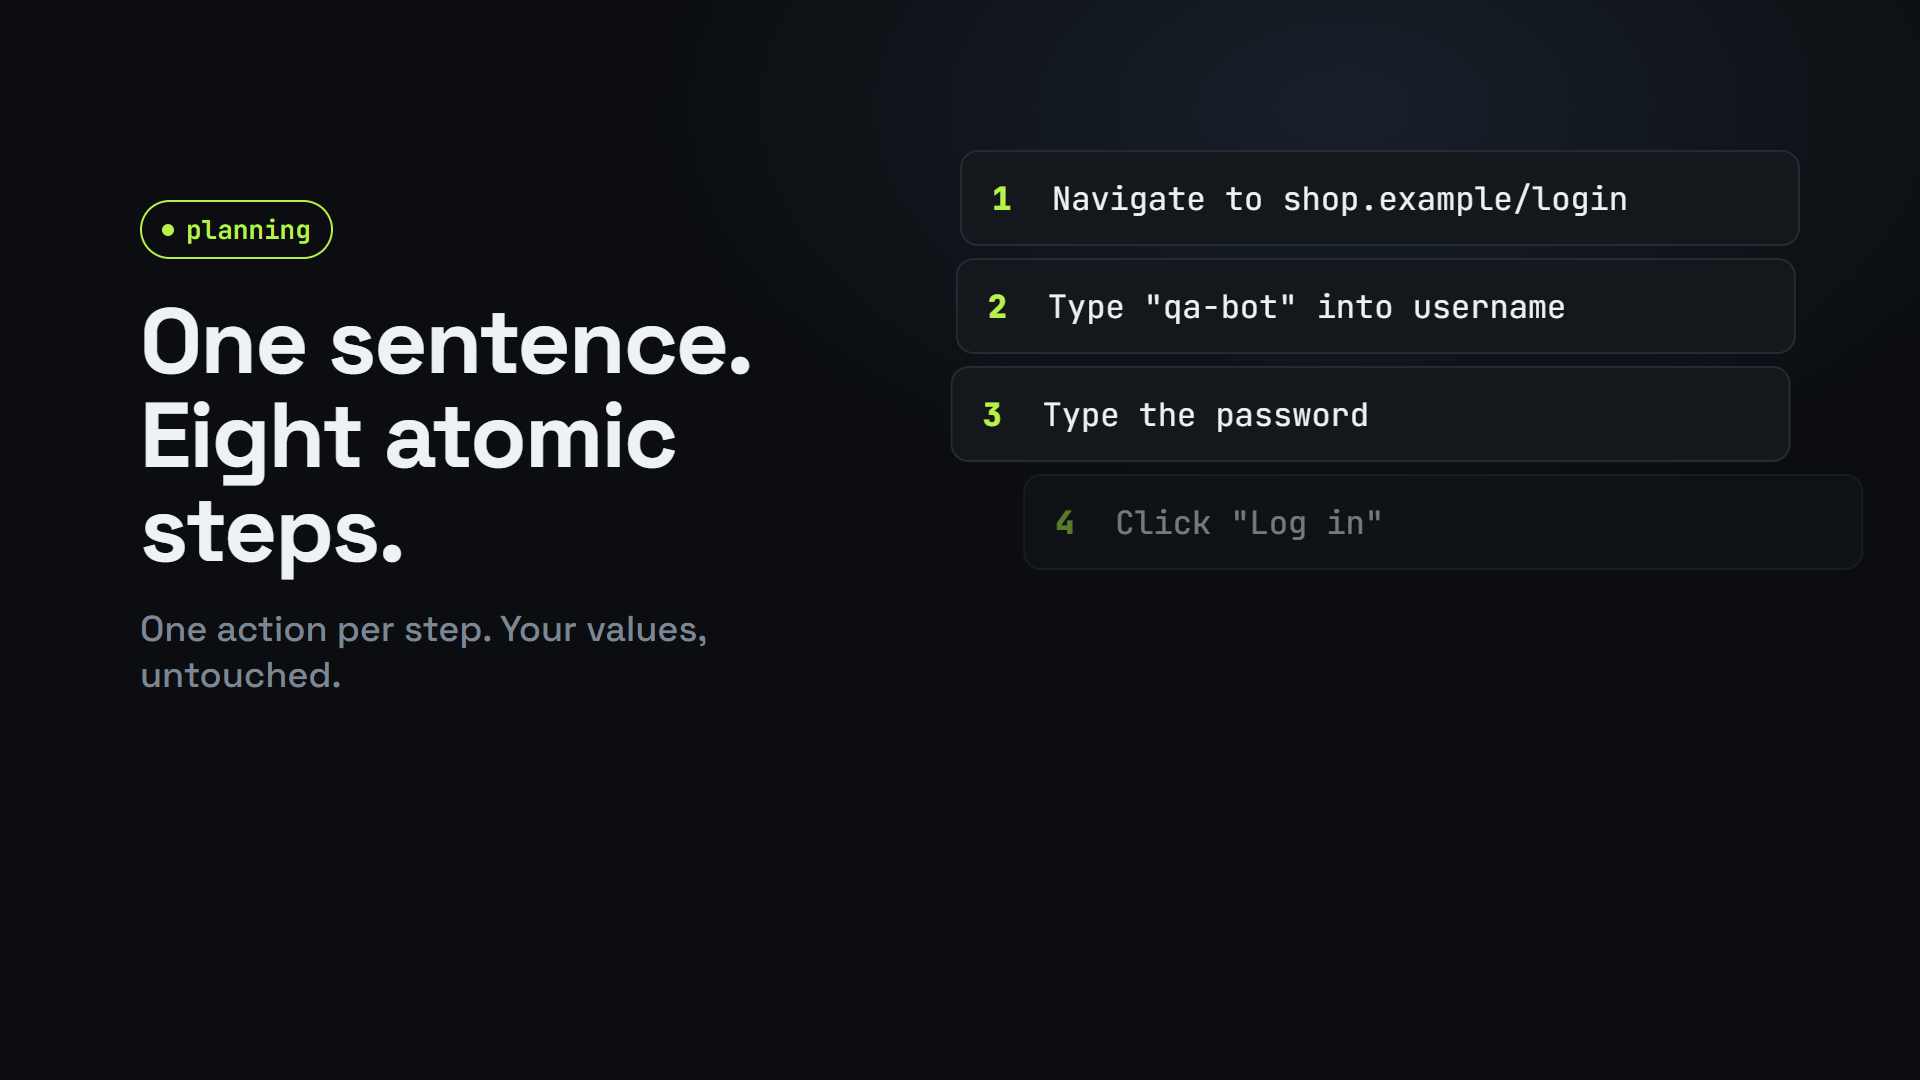 planning
One sentence.
Eight atomic
steps.
One action per step. Your values,
untouched.
1 Navigate to shop.example/login
2 Type "qa-bot" into username
3 Type the password
4 Click "Log in"